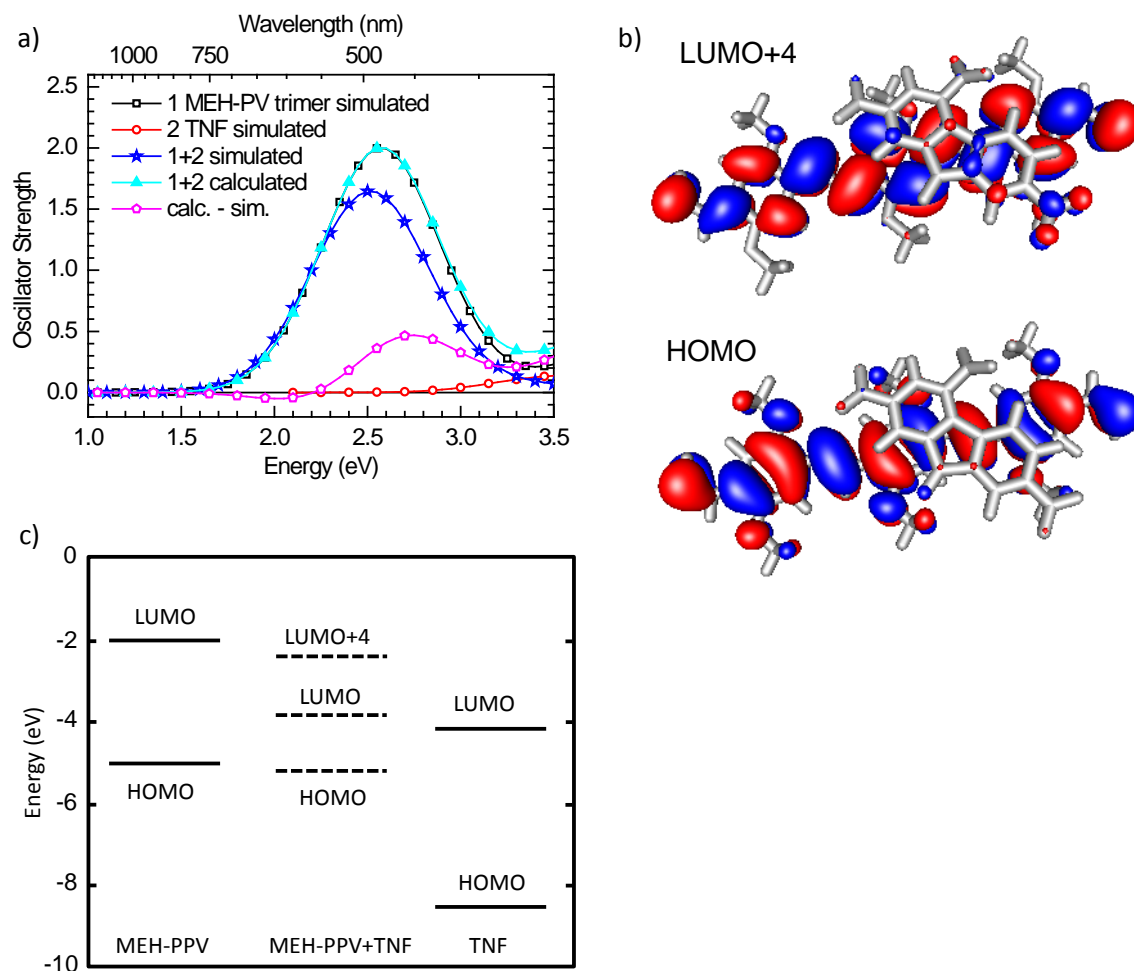 a)
Wavelength (nm)
1000 750 500
2.5
2.0
1.5
1.0
0.5
0.0
Oscillator Strength
1 MEH-PV trimer simulated
2 TNF simulated
1+2 simulated
1+2 calculated
calc. - sim.
1.0 1.5 2.0 2.5 3.0 3.5
Energy (eV)
b)
LUMO+4
HOMO
c)
0
-2
-4
-6
-8
-10
Energy (eV)
LUMO
HOMO
MEH-PPV
LUMO+4
LUMO
HOMO
MEH-PPV+TNF
LUMO
HOMO
TNF